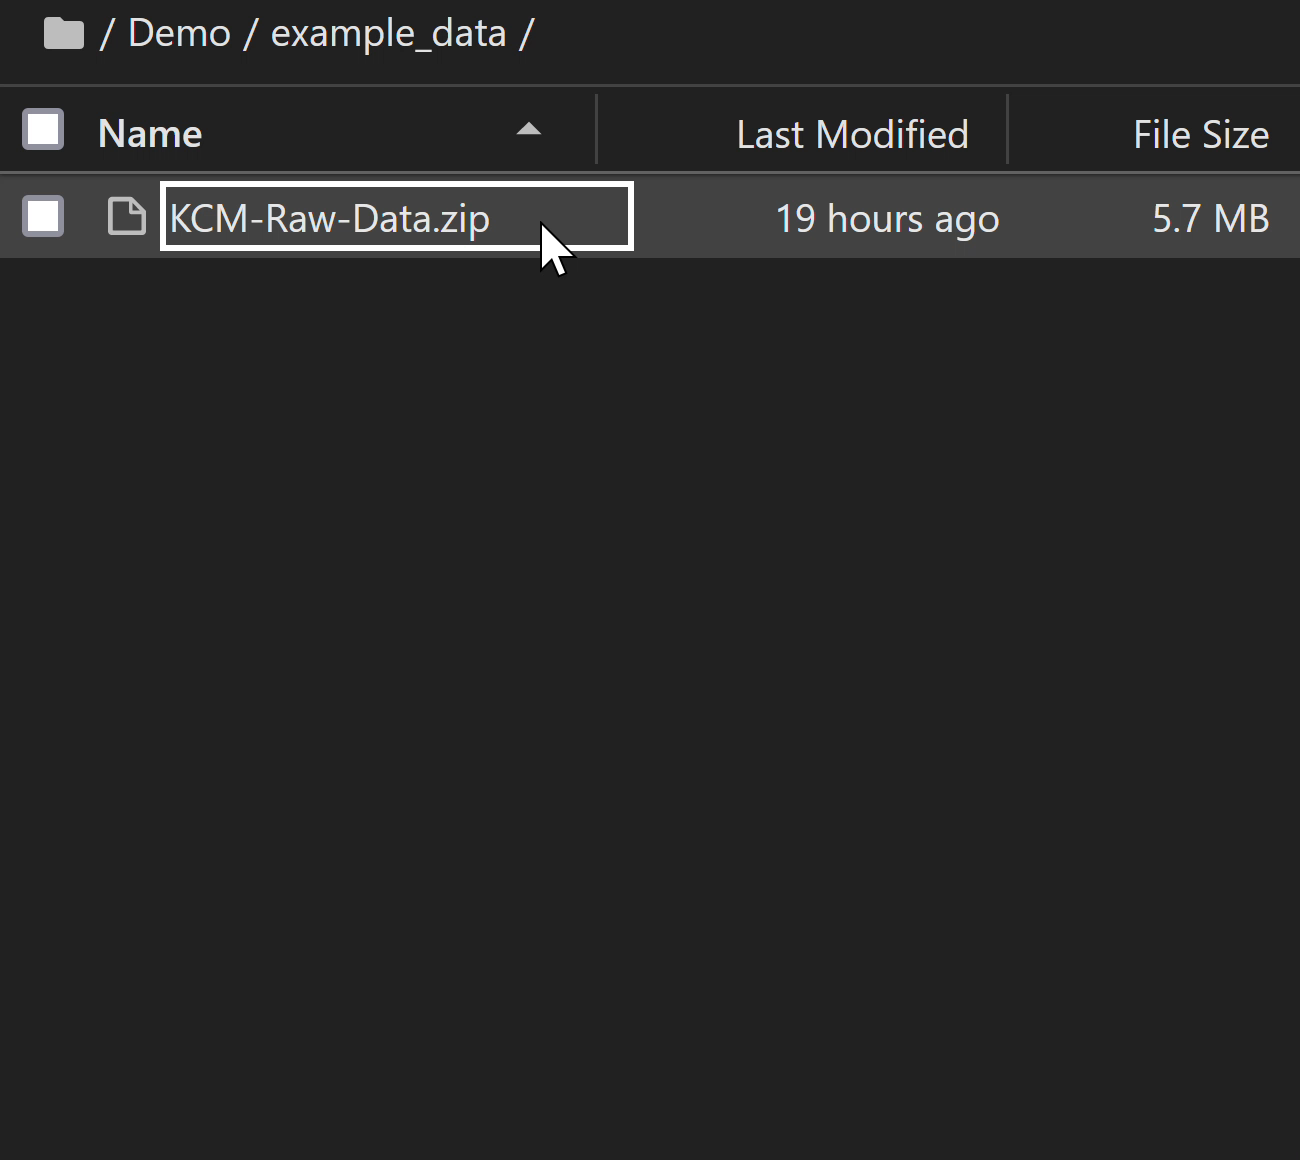 / Demo / example_data /
Name Last Modified File Size
KCM-Raw-Data.zip 19 hours ago 5.7 MB